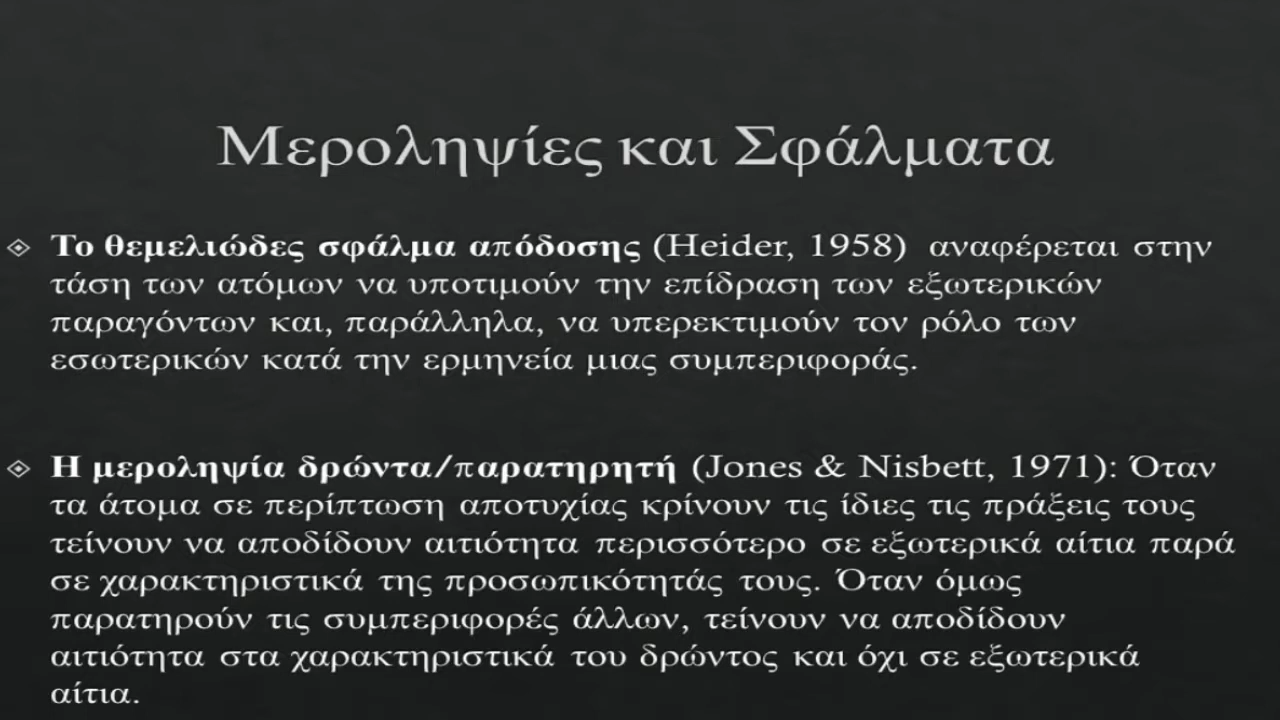 Μεροληψίες και Σφάλματα
Το θεμελιώδες σφάλμα απόδοσης (Heider, 1958) αναφέρεται στην
τάση των ατόμων να υποτιμούν την επίδραση των εξωτερικών
παραγόντων και, παράλληλα, να υπερεκτιμούν τον ρόλο των
εσωτερικών κατά την ερμηνεία μιας συμπεριφοράς.
Η μεροληψία δρώντα/παρατηρητή (Jones & Nisbett, 1971): Όταν
τα άτομα σε περίπτωση αποτυχίας κρίνουν τις ίδιες τις πράξεις τους
τείνουν να αποδίδουν αιτιότητα περισσότερο σε εξωτερικά αίτια παρά
σε χαρακτηριστικά της προσωπικότητάς τους. Όταν όμως
παρατηρούν τις συμπεριφορές άλλων, τείνουν να αποδίδουν
αιτιότητα στα χαρακτηριστικά του δρώντος και όχι σε εξωτερικά
αίτια.